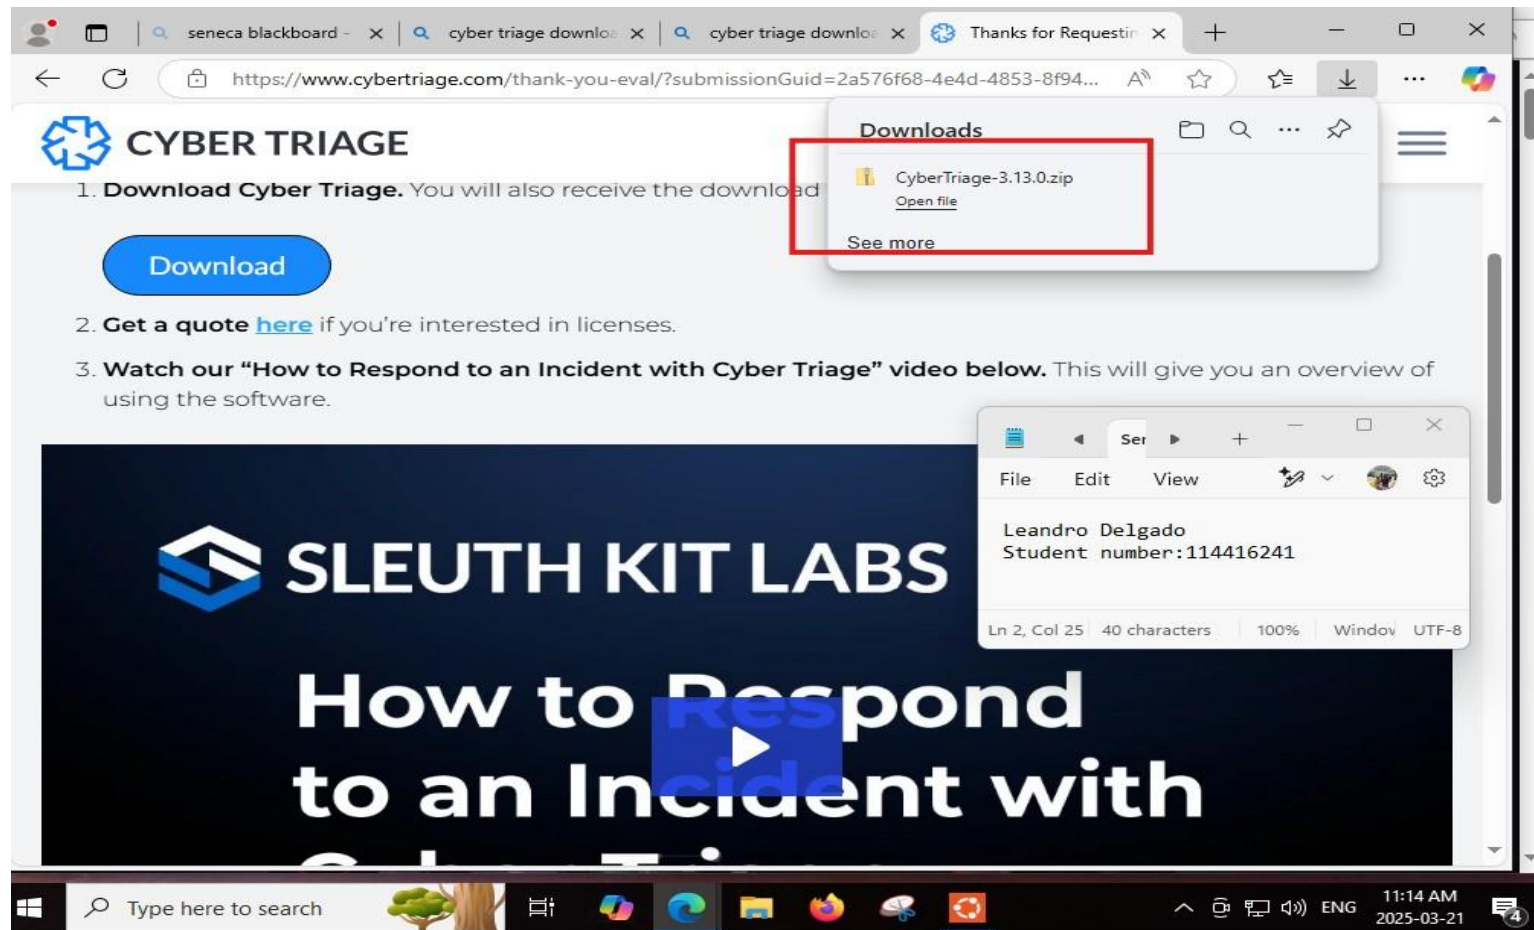 seneca blackboard -
cyber triage downloa
cyber triage downloa
Thanks for Requestin
https://www.cybertriage.com/thank-you-eval/?submissionGuid=2a576f68-4e4d-4853-8f94...
CYBER TRIAGE
Downloads
CyberTriage-3.13.0.zip
Open file
See more
1. Download Cyber Triage. You will also receive the download
Download
2. Get a quote here if you're interested in licenses.
3. Watch our “How to Respond to an Incident with Cyber Triage” video below. This will give you an overview of
using the software.
Ser
File Edit View
Leandro Delgado
Student number:114416241
Ln 2, Col 25 40 characters 100% Window UTF-8
SLEUTH KIT LABS
How to Respond
to an Incident with
Cyber Triage
Type here to search
ENG
11:14 AM
2025-03-21
4